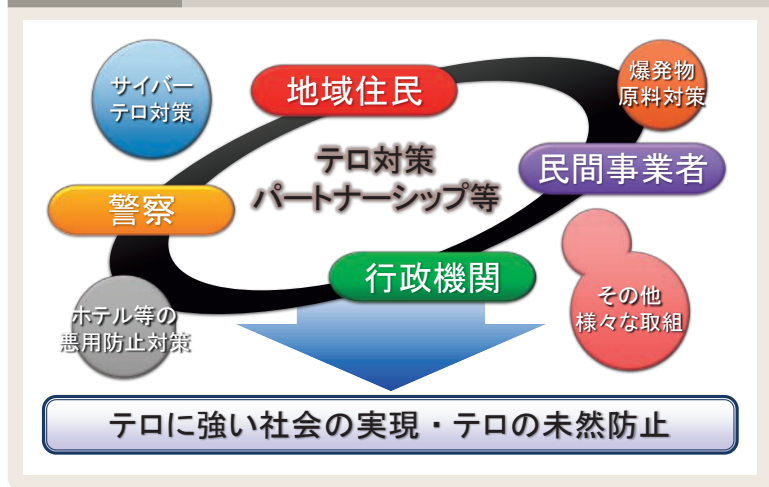 サイバー
テロ対策
地域住民
爆発物
原料対策
テロ対策
パートナーシップ等
民間事業者
警察
行政機関
ホテル等の
悪用防止対策
その他
様々な取組
テロに強い社会の実現・テロの未然防止